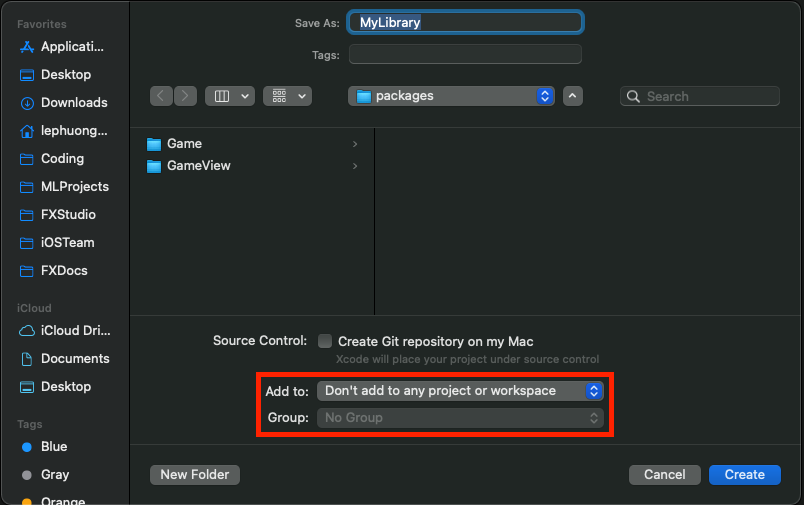 Favorites
Applicati...
Desktop
Downloads
lephuong...
Coding
MLProjects
FXStudio
iOSTeam
FXDocs
iCloud
iCloud Dri...
Documents
Desktop
Tags
Blue
Gray
Orange
Save As: MyLibrary
Tags:
packages
Search
Game
GameView
Source Control: Create Git repository on my Mac
Xcode will place your project under source control
Add to: Don't add to any project or workspace
Group: No Group
New Folder
Cancel
Create